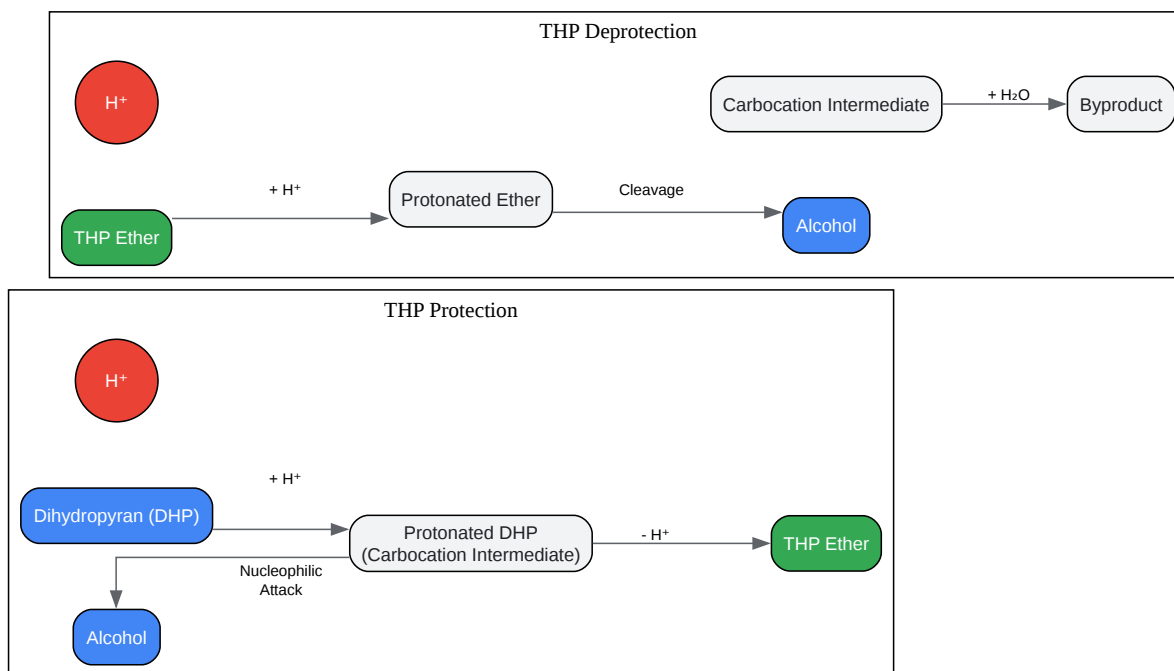 THP Deprotection
H⁺
Carbocation Intermediate
+ H₂O
Byproduct
THP Ether
+ H⁺
Protonated Ether
Cleavage
Alcohol
THP Protection
H⁺
Dihydropyran (DHP)
+ H⁺
Protonated DHP
(Carbocation Intermediate)
- H⁺
THP Ether
Nucleophilic
Attack
Alcohol